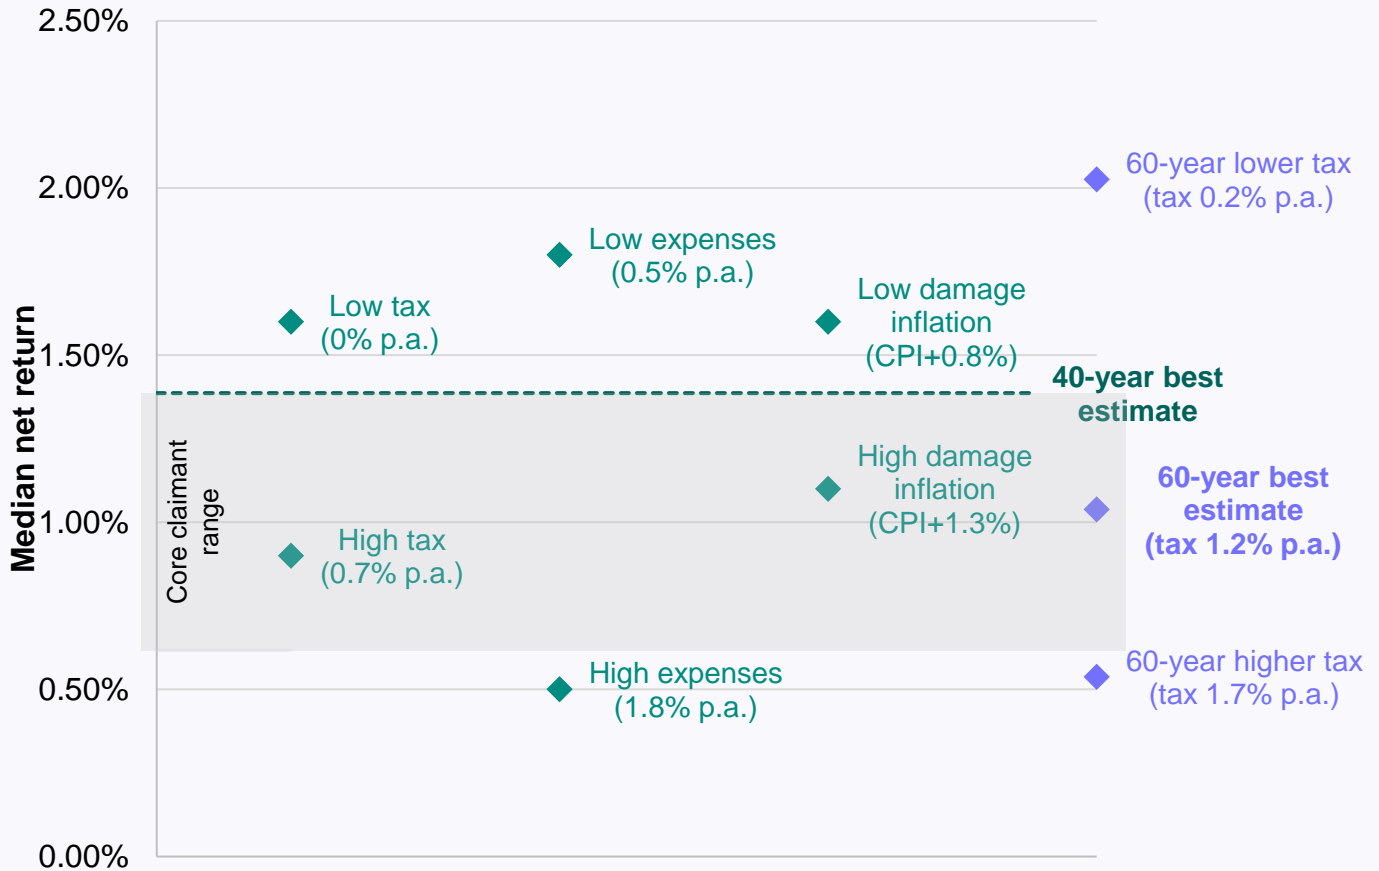 2.50%
2.00%
1.50%
1.00%
0.50%
0.00%
Median net return
Core claimant
range
Low tax
(0% p.a.)
High tax
(0.7% p.a.)
Low expenses
(0.5% p.a.)
High expenses
(1.8% p.a.)
Low damage
inflation
(CPI+0.8%)
High damage
inflation
(CPI+1.3%)
40-year best
estimate
60-year lower tax
(tax 0.2% p.a.)
60-year best
estimate
(tax 1.2% p.a.)
60-year higher tax
(tax 1.7% p.a.)